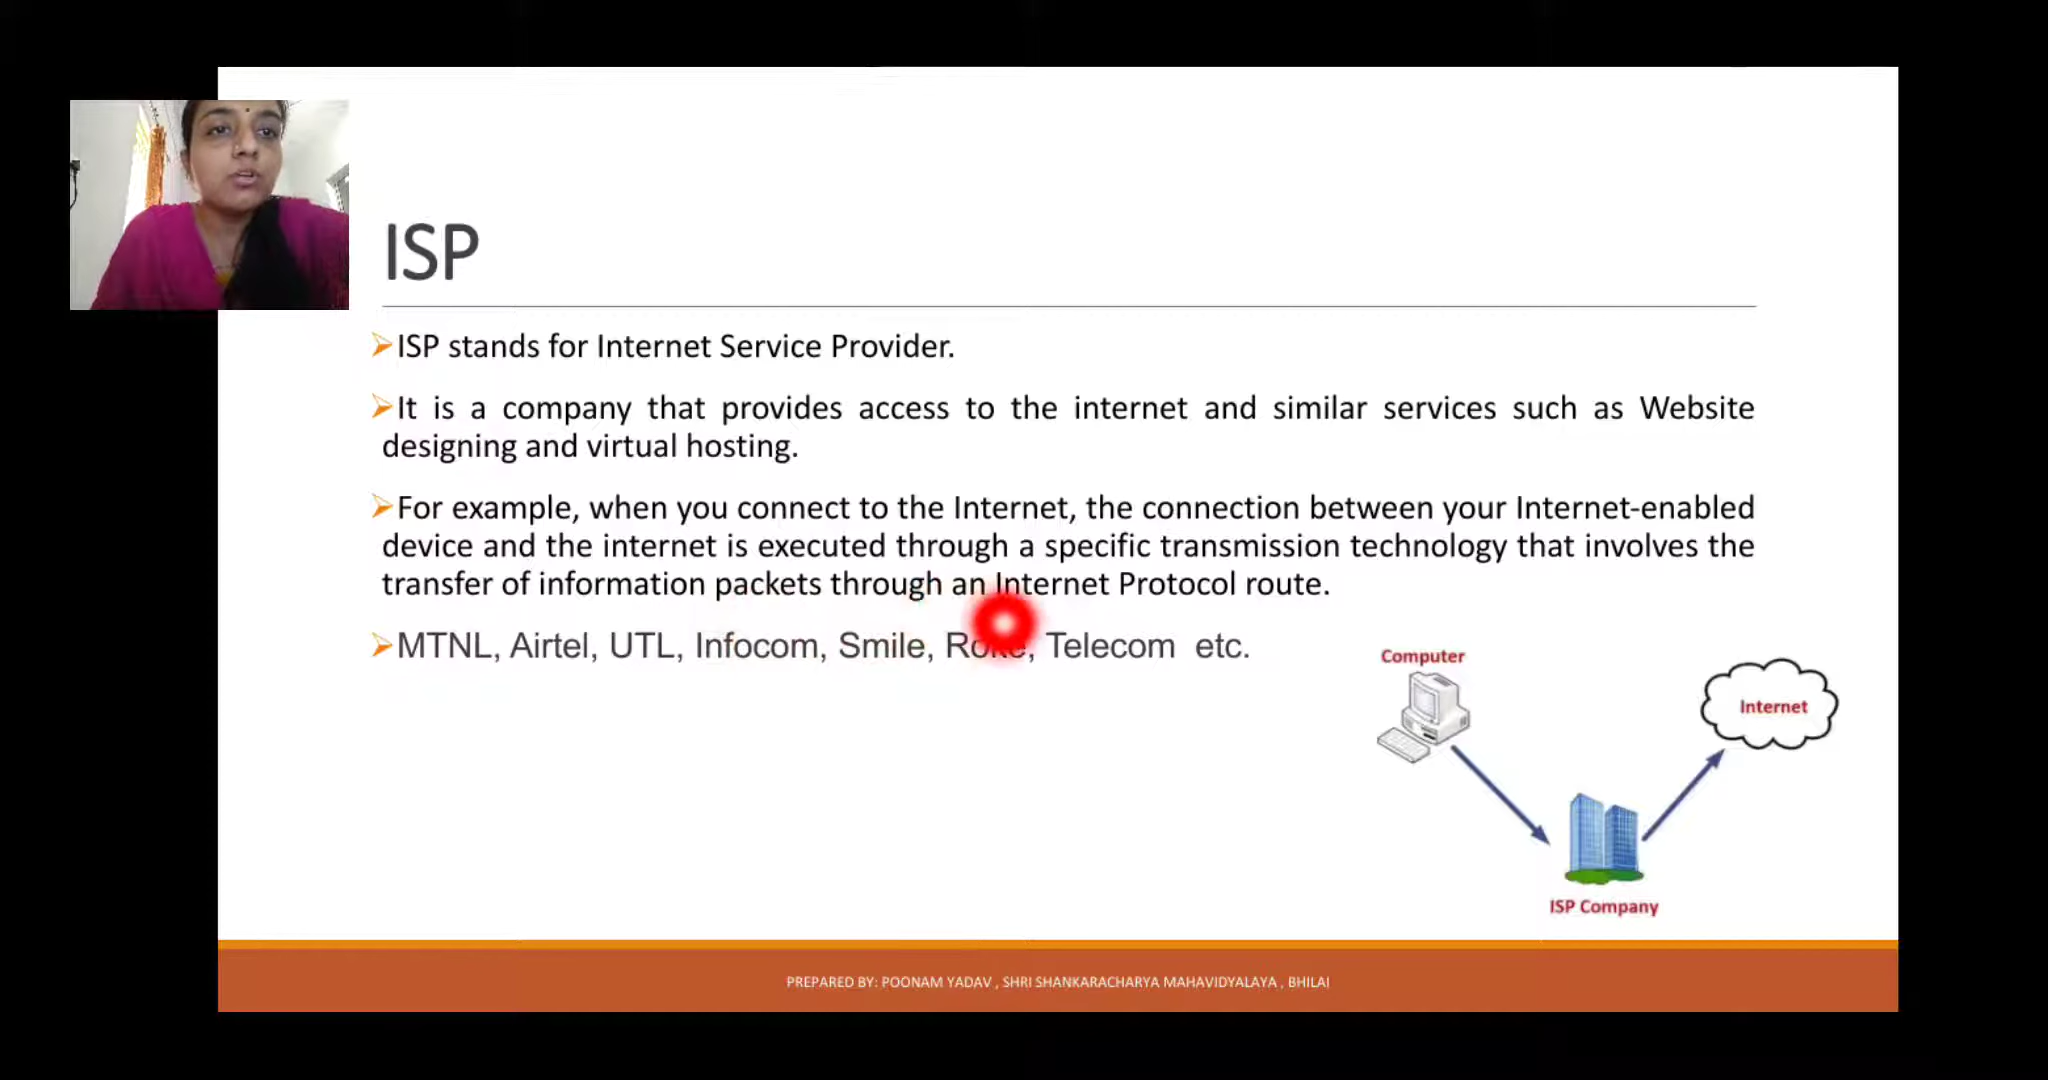 ISP
ISP stands for Internet Service Provider.
It is a company that provides access to the internet and similar services such as Website
designing and virtual hosting.
For example, when you connect to the Internet, the connection between your Internet-enabled
device and the internet is executed through a specific transmission technology that involves the
transfer of information packets through an Internet Protocol route.
MTNL, Airtel, UTL, Infocom, Smile, Roke, Telecom etc.
Computer
Internet
ISP Company
PREPARED BY: POONAM YADAV , SHRI SHANKARACHARYA MAHAVIDYALAYA , BHILAI